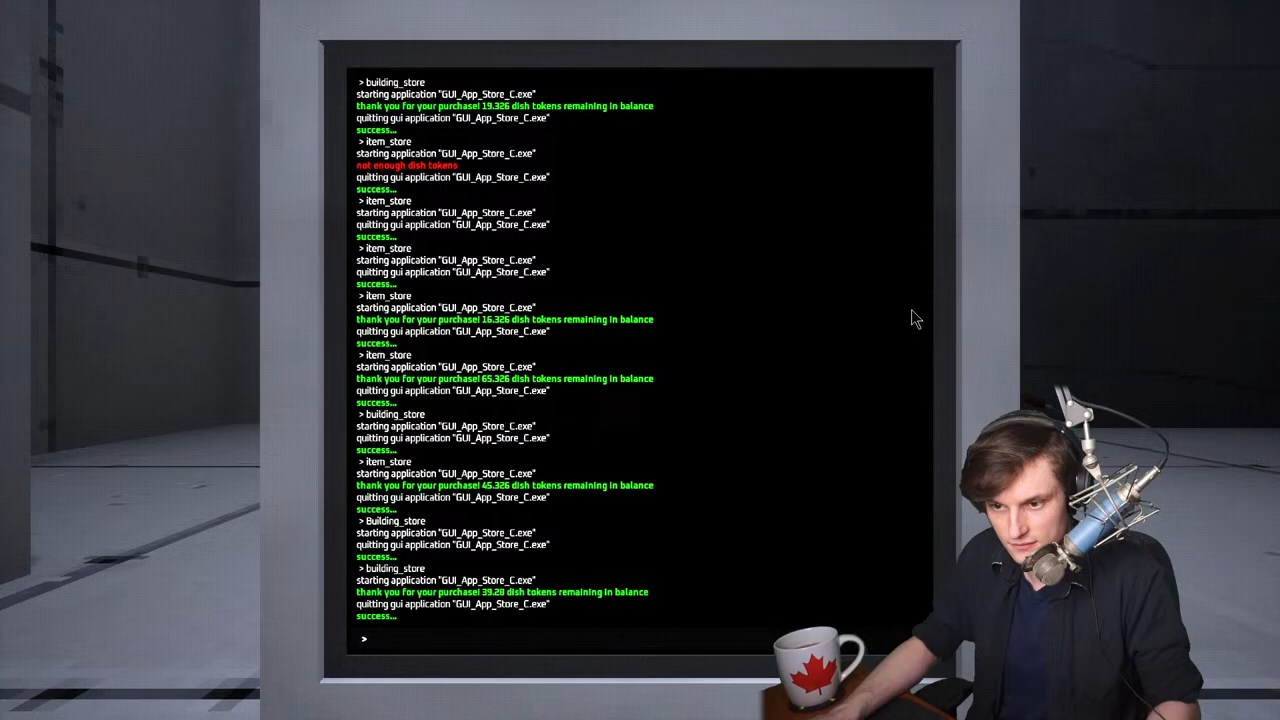 > building_store
starting application "GUI_App_Store_C.exe"
thank you for your purchase! 19.326 dish tokens remaining in balance
quitting gui application "GUI_App_Store_C.exe"
success...
> item_store
starting application "GUI_App_Store_C.exe"
not enough dish tokens
quitting gui application "GUI_App_Store_C.exe"
success...
> item_store
starting application "GUI_App_Store_C.exe"
quitting gui application "GUI_App_Store_C.exe"
success...
> item_store
starting application "GUI_App_Store_C.exe"
quitting gui application "GUI_App_Store_C.exe"
success...
> item_store
starting application "GUI_App_Store_C.exe"
thank you for your purchase! 16.326 dish tokens remaining in balance
quitting gui application "GUI_App_Store_C.exe"
success...
> item_store
starting application "GUI_App_Store_C.exe"
thank you for your purchase! 65.326 dish tokens remaining in balance
quitting gui application "GUI_App_Store_C.exe"
success...
> building_store
starting application "GUI_App_Store_C.exe"
quitting gui application "GUI_App_Store_C.exe"
success...
> item_store
starting application "GUI_App_Store_C.exe"
thank you for your purchase! 45.326 dish tokens remaining in balance
quitting gui application "GUI_App_Store_C.exe"
success...
> Building_store
starting application "GUI_App_Store_C.exe"
quitting gui application "GUI_App_Store_C.exe"
success...
> building_store
starting application "GUI_App_Store_C.exe"
thank you for your purchase! 39.28 dish tokens remaining in balance
quitting gui application "GUI_App_Store_C.exe"
success...
>